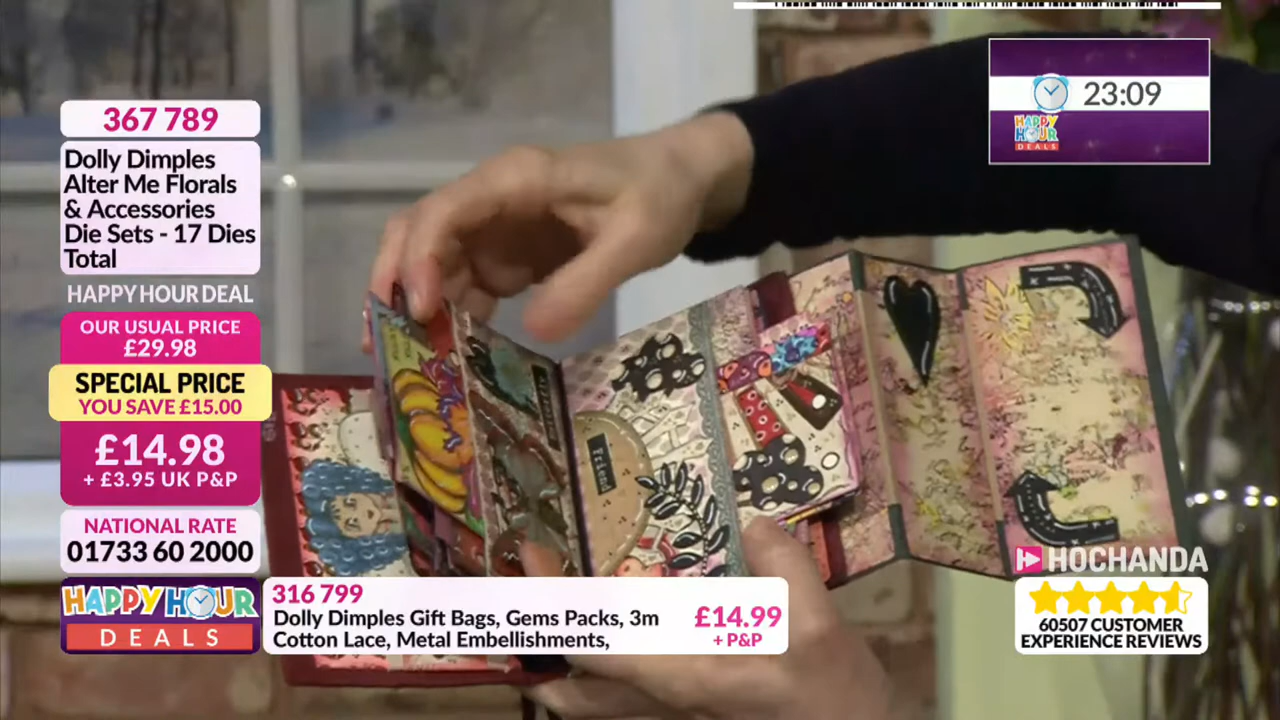 367 789
Dolly Dimples
Alter Me Florals
& Accessories
Die Sets - 17 Dies
Total
HAPPY HOUR DEAL
OUR USUAL PRICE
£29.98
SPECIAL PRICE
YOU SAVE £15.00
£14.98
+ £3.95 UK P&P
NATIONAL RATE
01733 60 2000
HAPPY HOUR
DEALS
316 799
Dolly Dimples Gift Bags, Gems Packs, 3m
Cotton Lace, Metal Embellishments,
£14.99
+ P&P
23:09
HAPPY
HOUR
DEALS
Friend
HOCHANDA
60507 CUSTOMER
EXPERIENCE REVIEWS